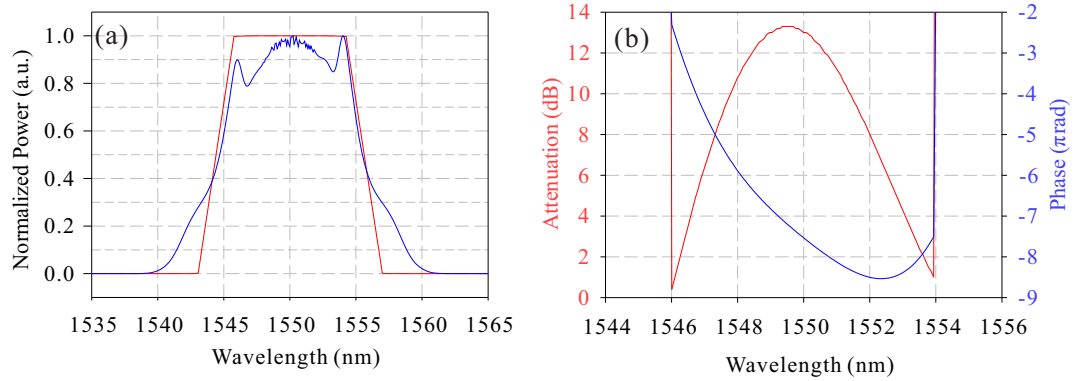 (a)
Normalized Power (a.u.)
1.0
0.8
0.6
0.4
0.2
0.0
1535 1540 1545 1550 1555 1560 1565
Wavelength (nm)
(b)
Attenuation (dB)
14
12
10
8
6
4
2
0
1544 1546 1548 1550 1552 1554 1556
Wavelength (nm)
-2
-3
-4
-5
-6
-7
-8
-9
Phase (πrad)